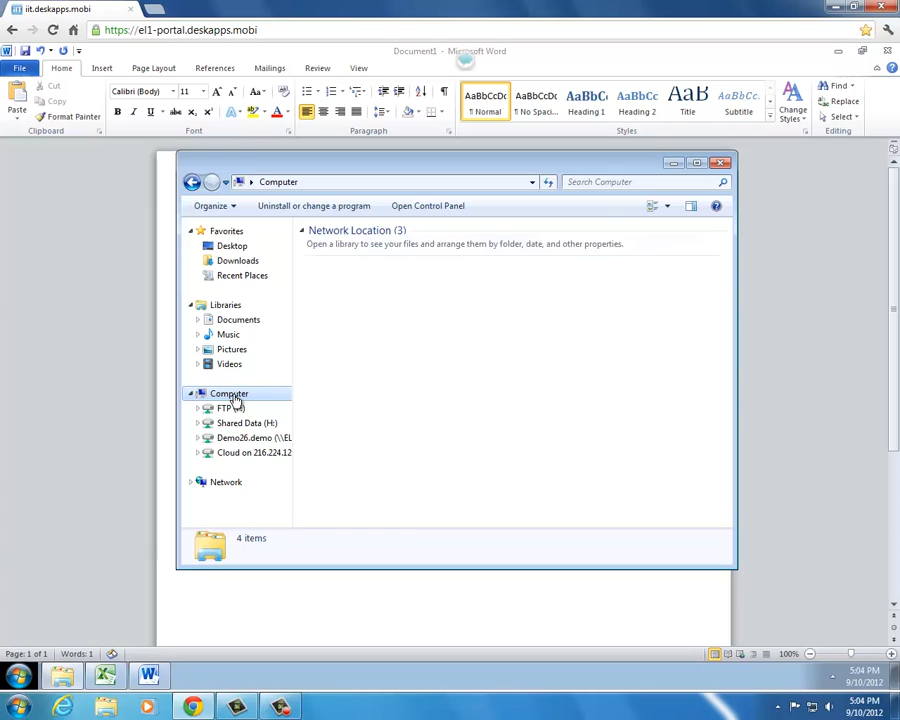 iit.deskapps.mobi
https://el1-portal.deskapps.mobi
Document1 - Microsoft Word
File Home Insert Page Layout References Mailings Review View
Paste
Cut
Copy
Format Painter
Clipboard
Calibri (Body) 11
Font
Paragraph
AaBbCcDc AaBbCcDc AaBbC AaBbCc AaB AaBbCc.
¶ Normal ¶ No Spaci... Heading 1 Heading 2 Title Subtitle
Styles
Change Styles
Find
Replace
Select
Editing
Computer
Search Computer
Organize Uninstall or change a program Open Control Panel
Favorites
Desktop
Downloads
Recent Places
Libraries
Documents
Music
Pictures
Videos
Computer
Shared Data (H:)
Demo26.demo (\\EL
Cloud on 216.224.12
Network
Network Location (3)
Open a library to see your files and arrange them by folder, date, and other properties.
4 items
Page: 1 of 1 Words: 1
100%
5:04 PM
9/10/2012
5:04 PM
9/10/2012